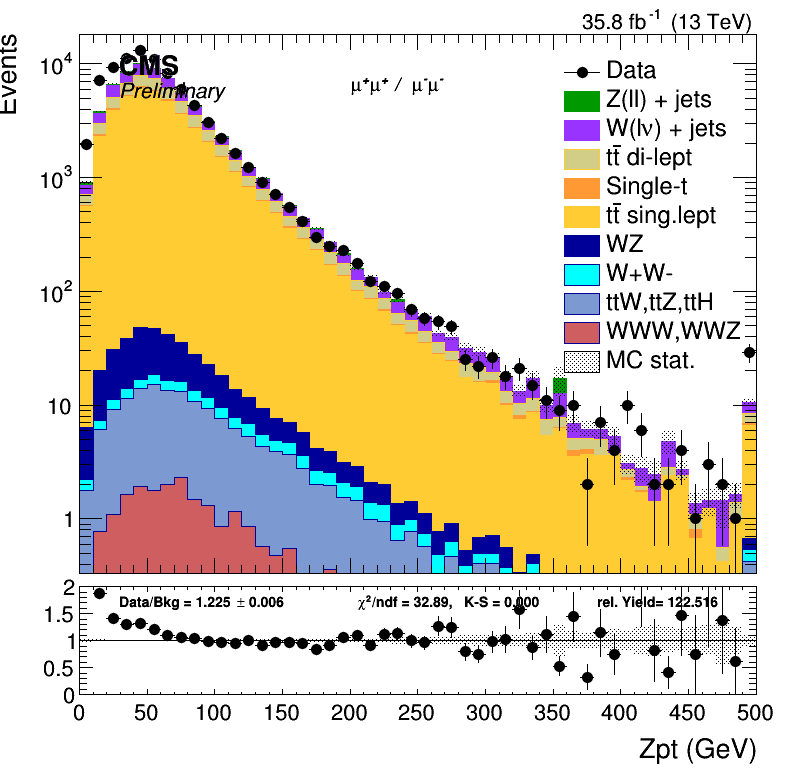 35.8 fb⁻¹ (13 TeV)
Events
CMS
Preliminary
μ⁺μ⁺ / μ⁻μ⁻
Data
Z(ll) + jets
W(lν) + jets
tt̄ di-lept
Single-t
tt̄ sing.lept
WZ
W+W-
ttW,ttZ,ttH
WWW,WWZ
MC stat.
10⁴
10³
10²
10
1
Data/Bkg = 1.225 ± 0.006
χ²/ndf = 32.89, K-S = 0.000
rel. Yield= 122.516
2
1.5
1
0.5
0
0 50 100 150 200 250 300 350 400 450 500
Zpt (GeV)